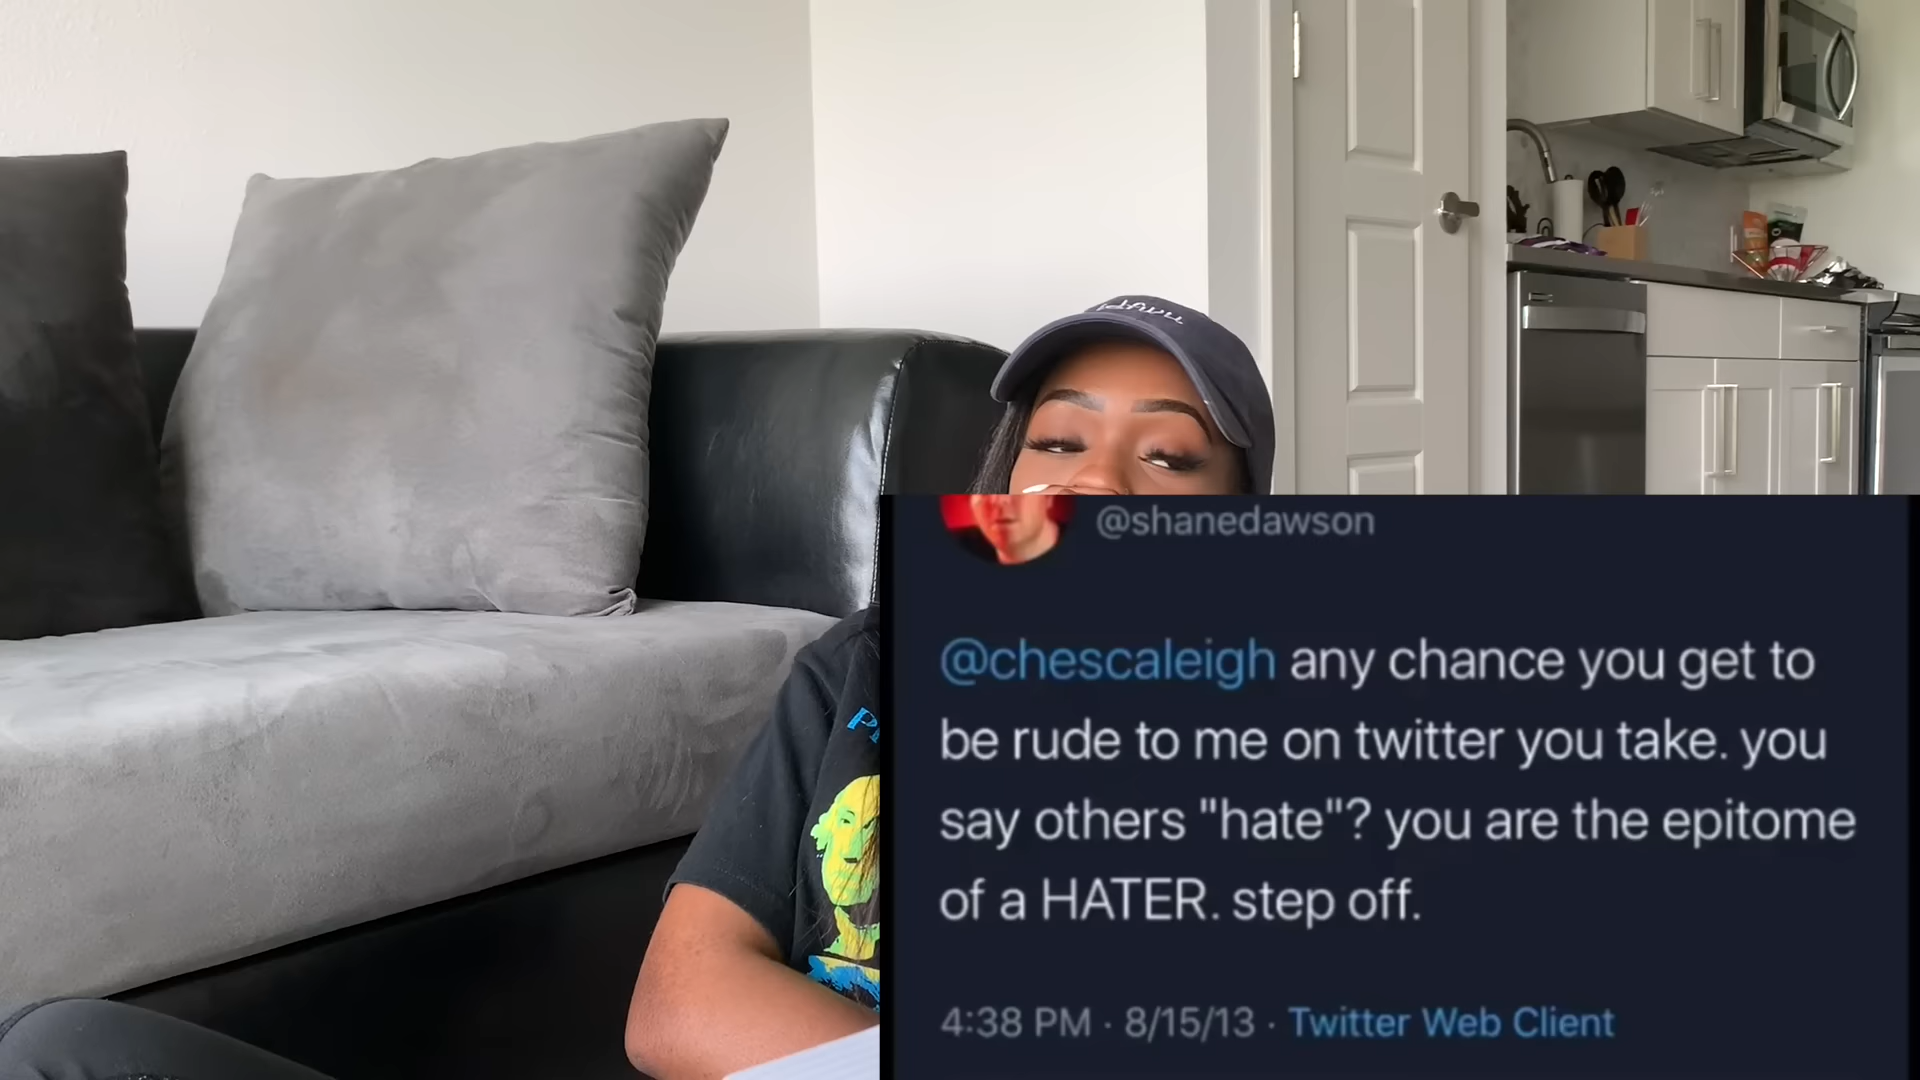 @shanedawson
@chescaleigh any chance you get to
be rude to me on twitter you take. you
say others "hate"? you are the epitome
of a HATER. step off.
4:38 PM · 8/15/13 · Twitter Web Client